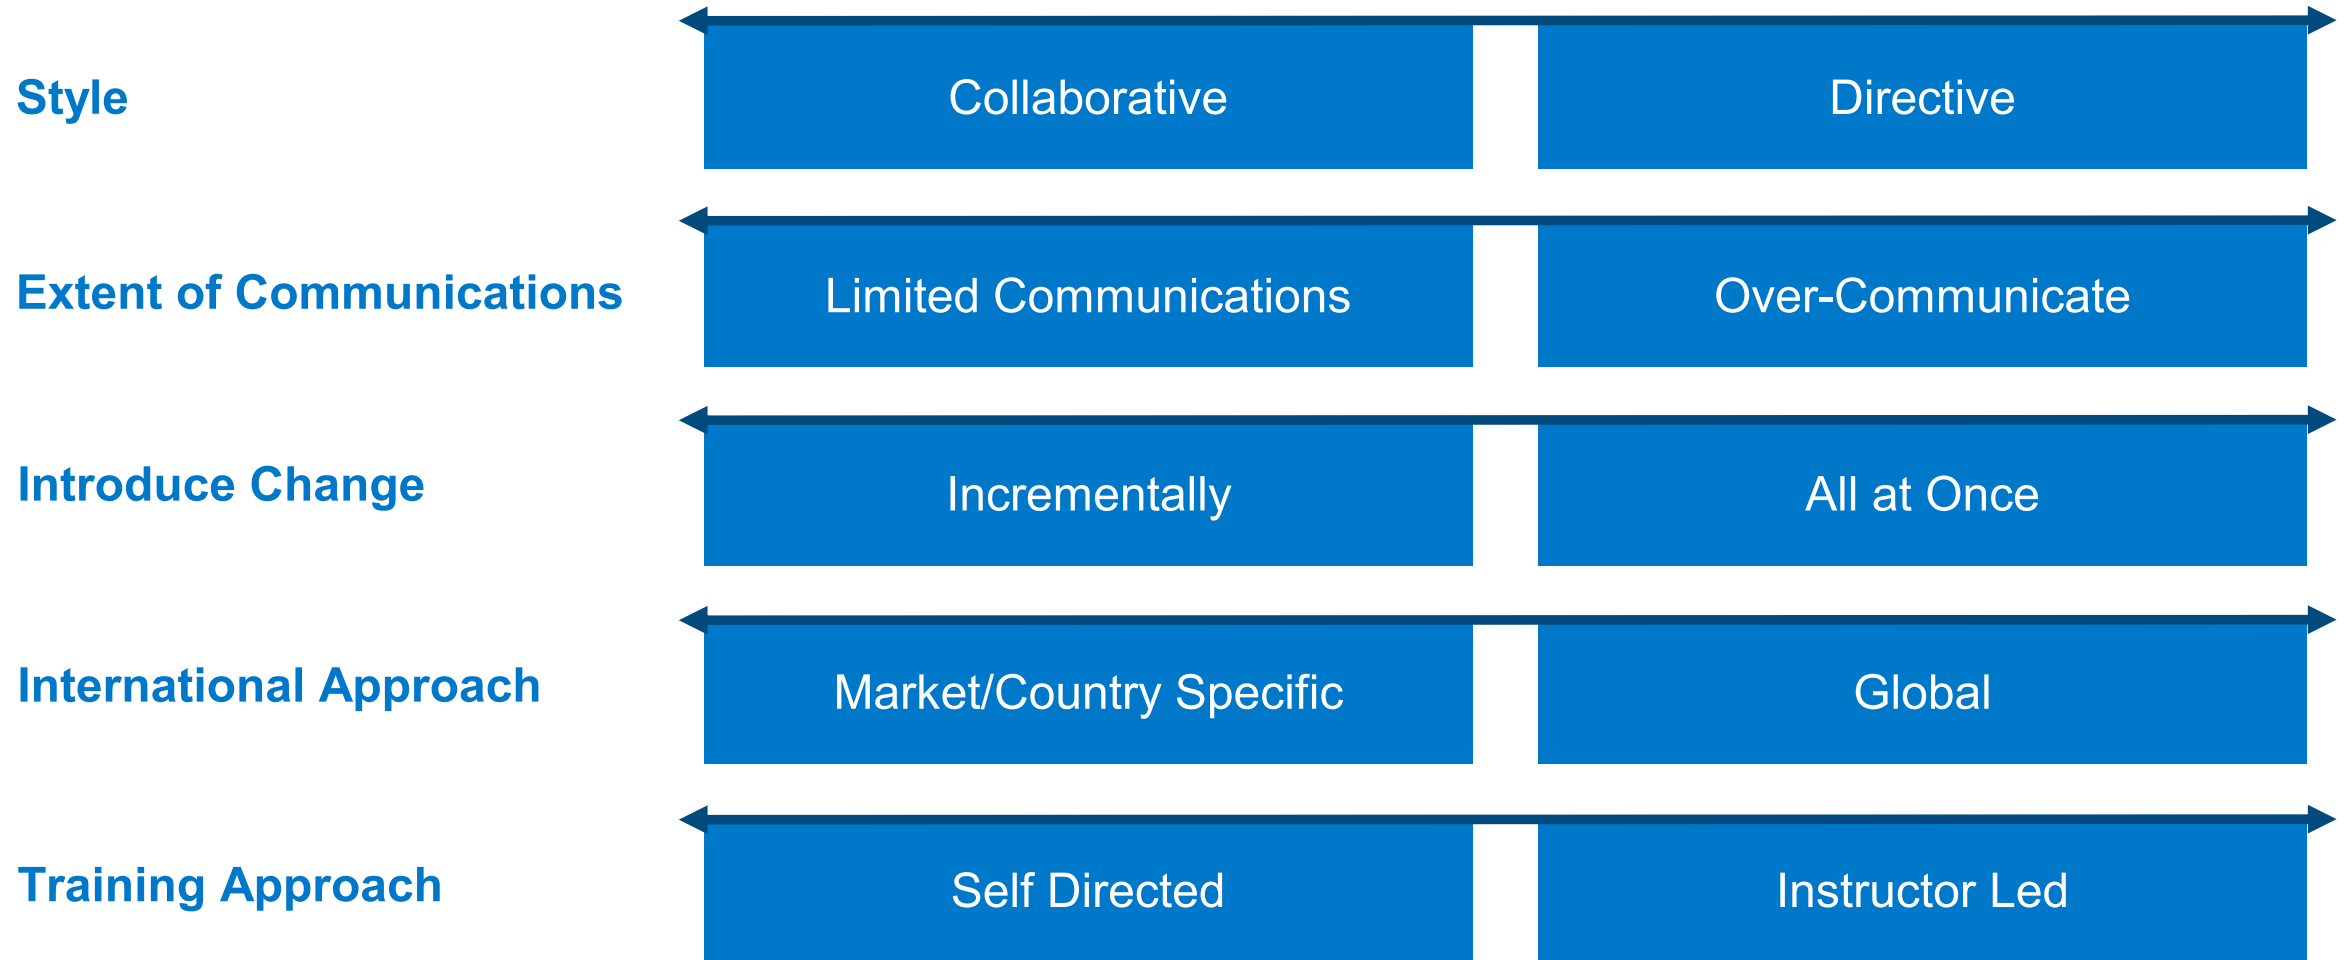 Style
Collaborative
Directive
Extent of Communications
Limited Communications
Over-Communicate
Introduce Change
Incrementally
All at Once
International Approach
Market/Country Specific
Global
Training Approach
Self Directed
Instructor Led